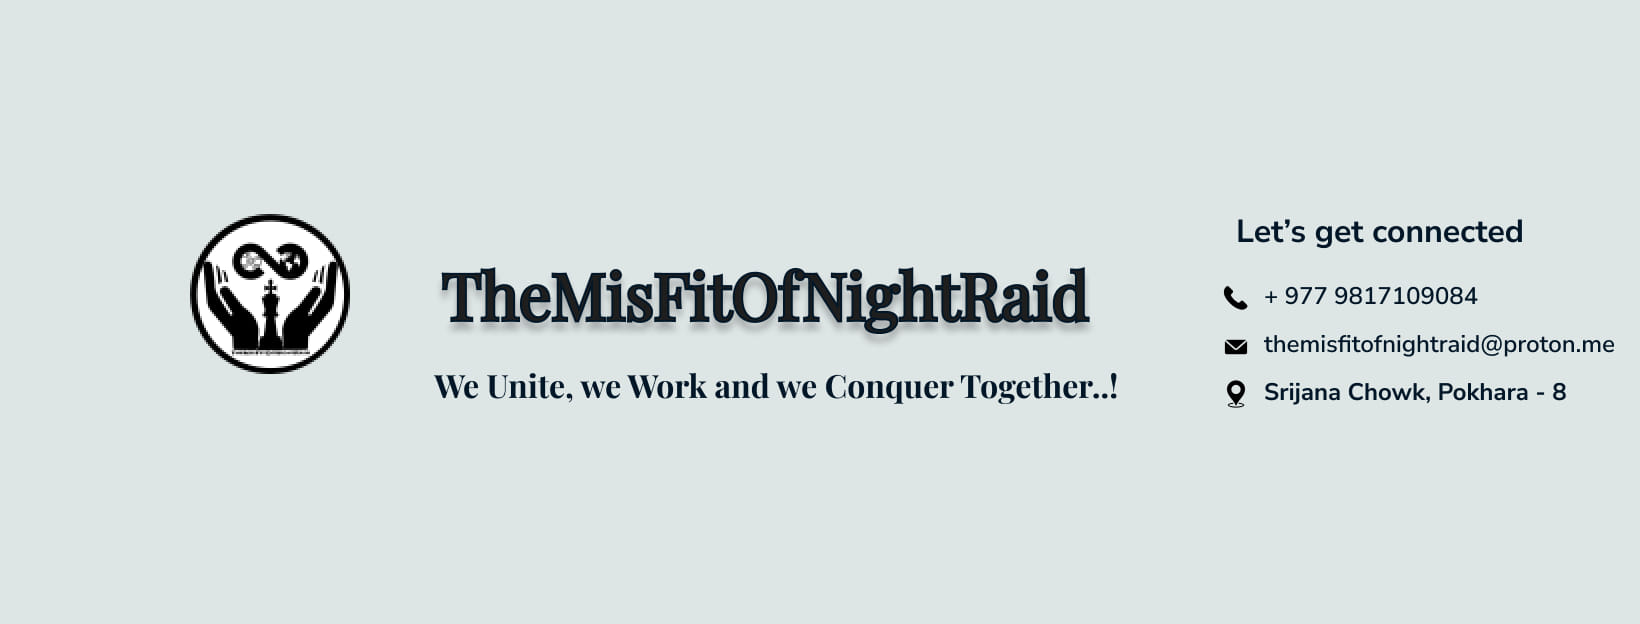 TheMisFitOfNightRaid
We Unite, we Work and we Conquer Together..!
Let’s get connected
+ 977 9817109084
themisfitofnightraid@proton.me
Srijana Chowk, Pokhara - 8